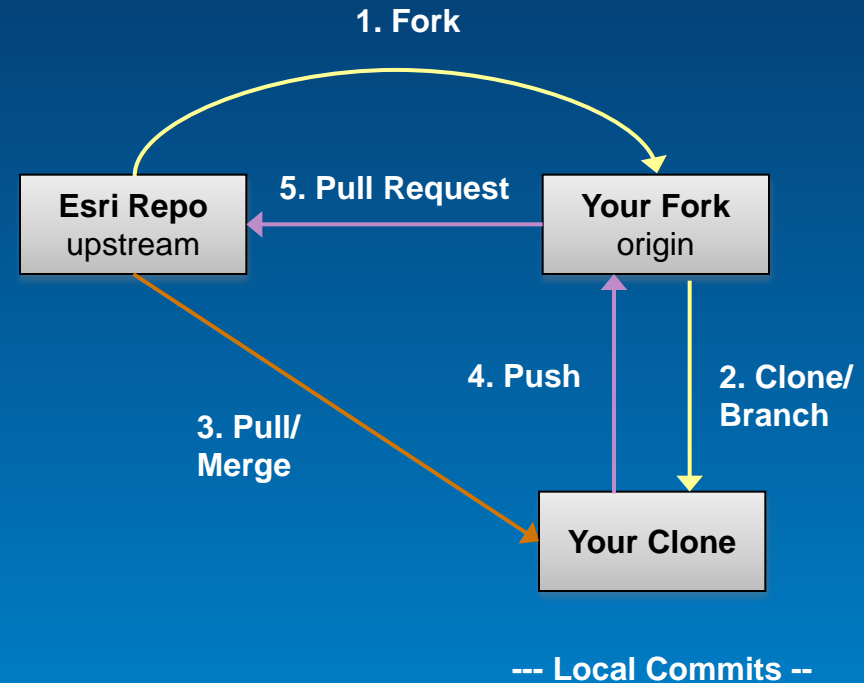 1. Fork
Esri Repo
upstream
5. Pull Request
Your Fork
origin
4. Push
2. Clone/
Branch
3. Pull/
Merge
Your Clone
--- Local Commits --